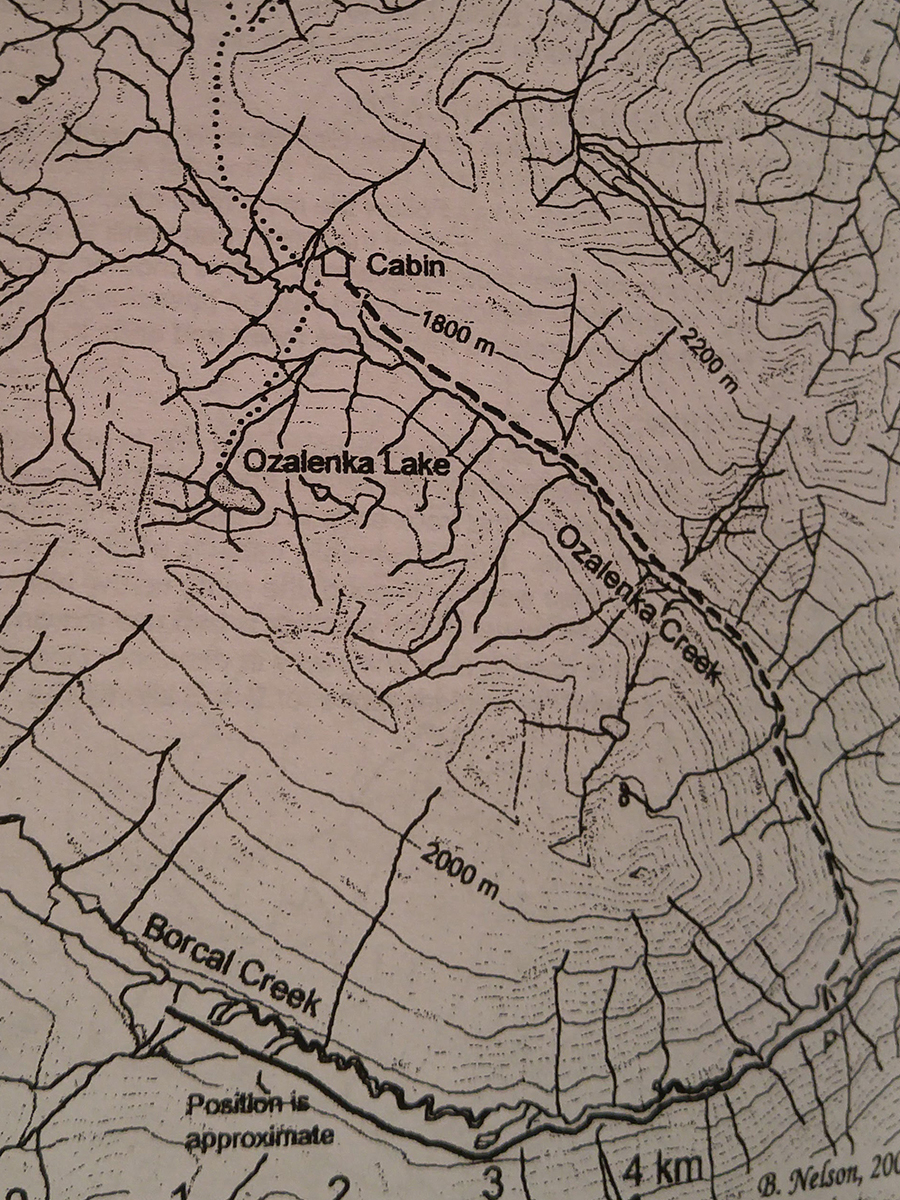 Cabin
1800 m
2200 m
Ozalenka Lake
Ozalenka Creek
2000 m
Borcal Creek
P
Position is
approximate
1 2 3 4 km
B. Nelson,